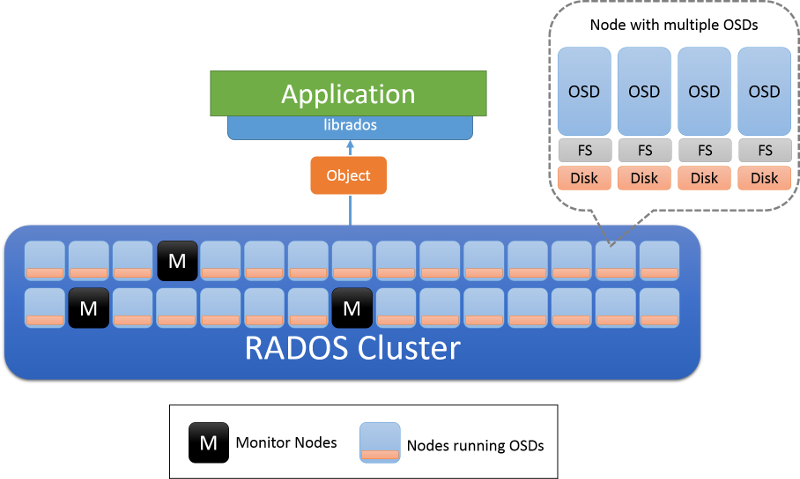 Node with multiple OSDs
OSD OSD OSD OSD
FS FS FS FS
Disk Disk Disk Disk
Application
librados
Object
M
M M
RADOS Cluster
M Monitor Nodes Nodes running OSDs